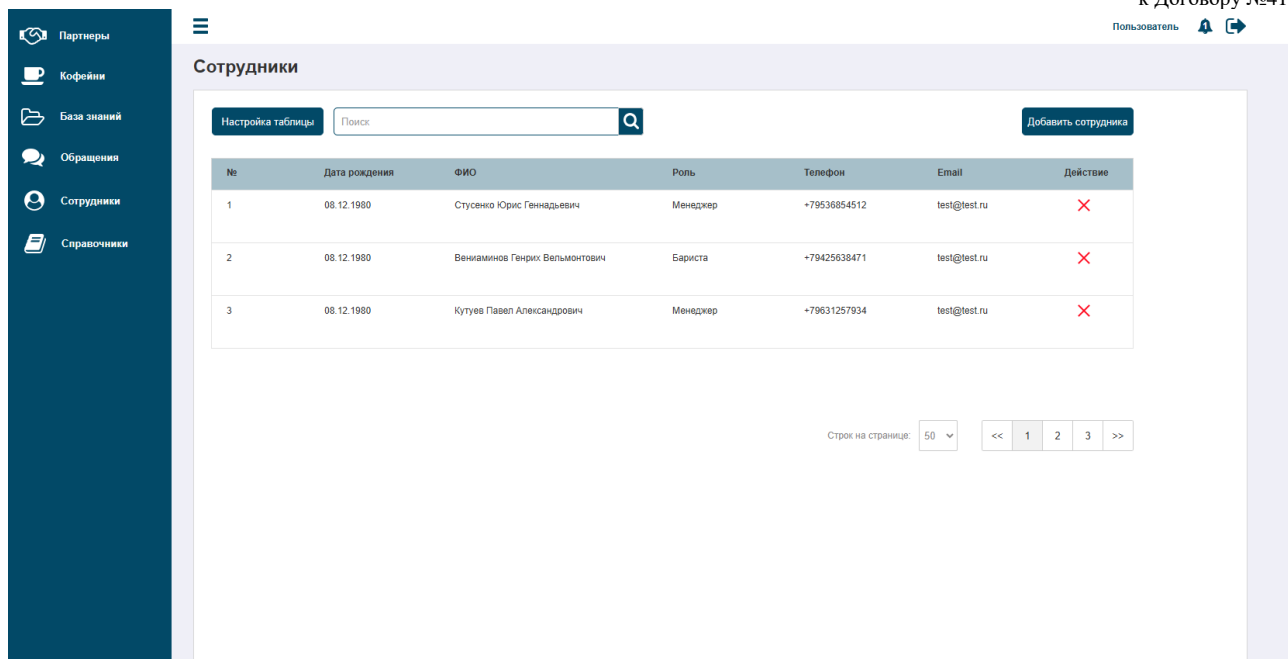 к Договору №41
Партнеры
Кофейни
База знаний
Обращения
Сотрудники
Справочники
Пользователь 1
Сотрудники
Настройка таблицы Поиск Добавить сотрудника
№ Дата рождения ФИО Роль Телефон Email Действие
1 08.12.1980 Стусенко Юрис Геннадьевич Менеджер +79536854512 test@test.ru
2 08.12.1980 Вениаминов Генрих Вельмонтович Бариста +79425638471 test@test.ru
3 08.12.1980 Кутуев Павел Александрович Менеджер +79631257934 test@test.ru
Строк на странице: 50 << 1 2 3 >>